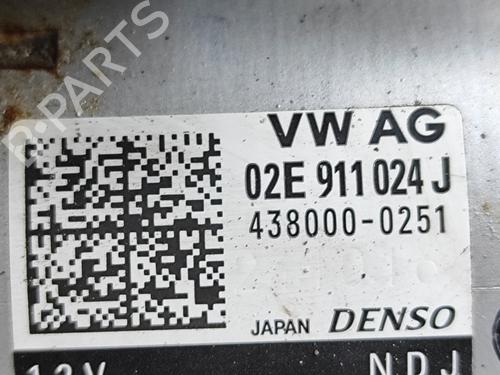 B-PARTS
VW AG
02E 911 024 J
438000-0251
JAPAN DENSO
12V NDJ